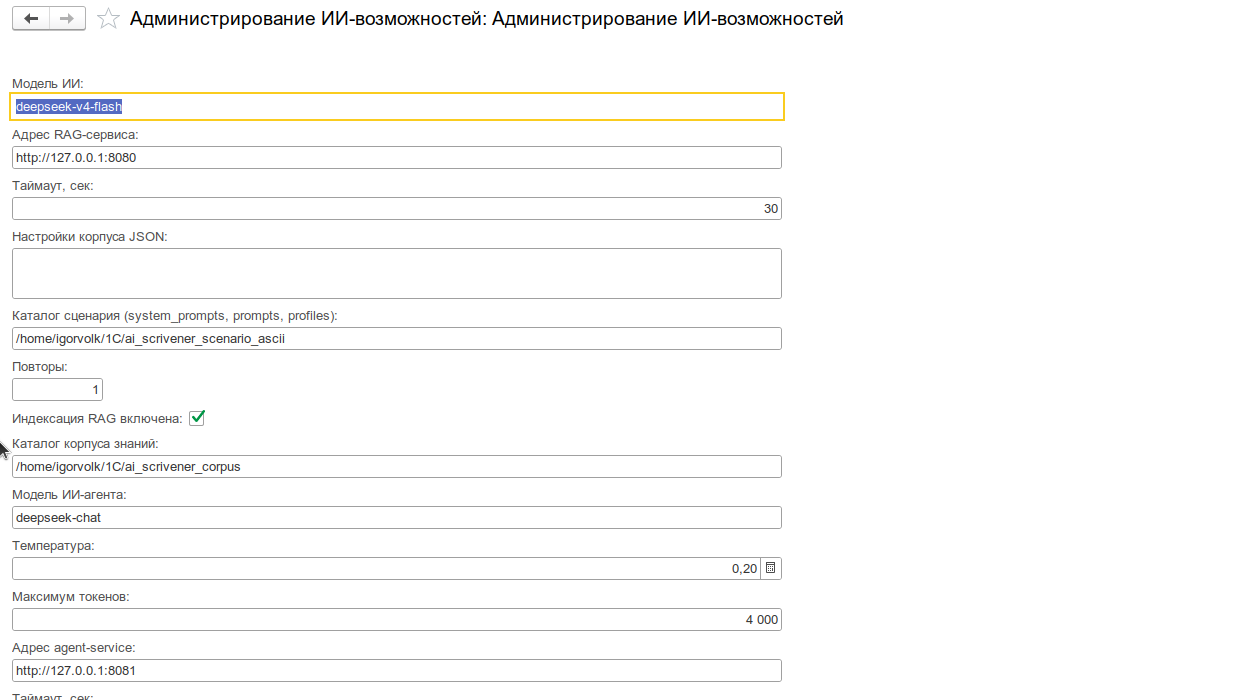 Администрирование ИИ-возможностей: Администрирование ИИ-возможностей
Модель ИИ:
deepseek-v4-flash
Адрес RAG-сервиса:
http://127.0.0.1:8080
Таймаут, сек:
30
Настройки корпуса JSON:
Каталог сценария (system_prompts, prompts, profiles):
/home/igorvolk/1C/ai_scrivener_scenario_ascii
Повторы:
1
Индексация RAG включена:
Каталог корпуса знаний:
/home/igorvolk/1C/ai_scrivener_corpus
Модель ИИ-агента:
deepseek-chat
Температура:
0,20
Максимум токенов:
4 000
Адрес agent-service:
http://127.0.0.1:8081
Таймаут, сек: